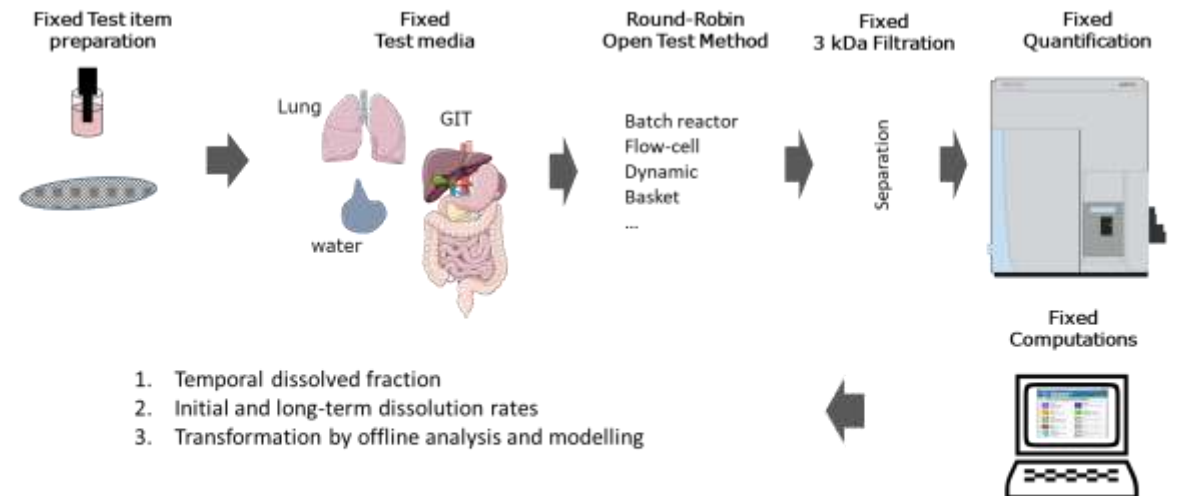 Fixed Test item
preparation
Fixed
Test media
Round-Robin
Open Test Method
Fixed
3 kDa Filtration
Fixed
Quantification
Lung
GIT
water
Batch reactor
Flow-cell
Dynamic
Basket
...
Separation
Fixed
Computations
1. Temporal dissolved fraction
2. Initial and long-term dissolution rates
3. Transformation by offline analysis and modelling